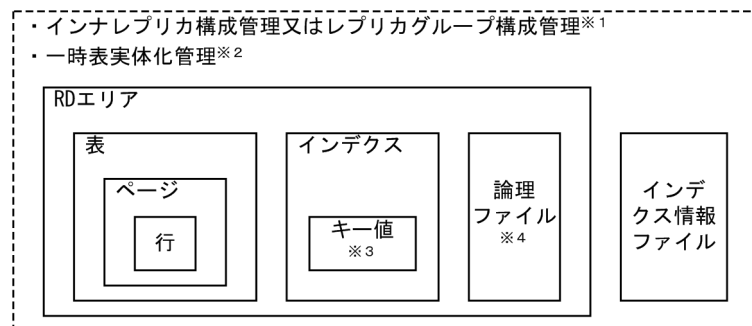 ・インナレプリカ構成管理又はレプリカグループ構成管理※1
・一時表実体化管理※2
RDエリア
表
ページ
行
インデクス
キー値
※3
論理
ファイル
※4
インデ
クス情報
ファイル